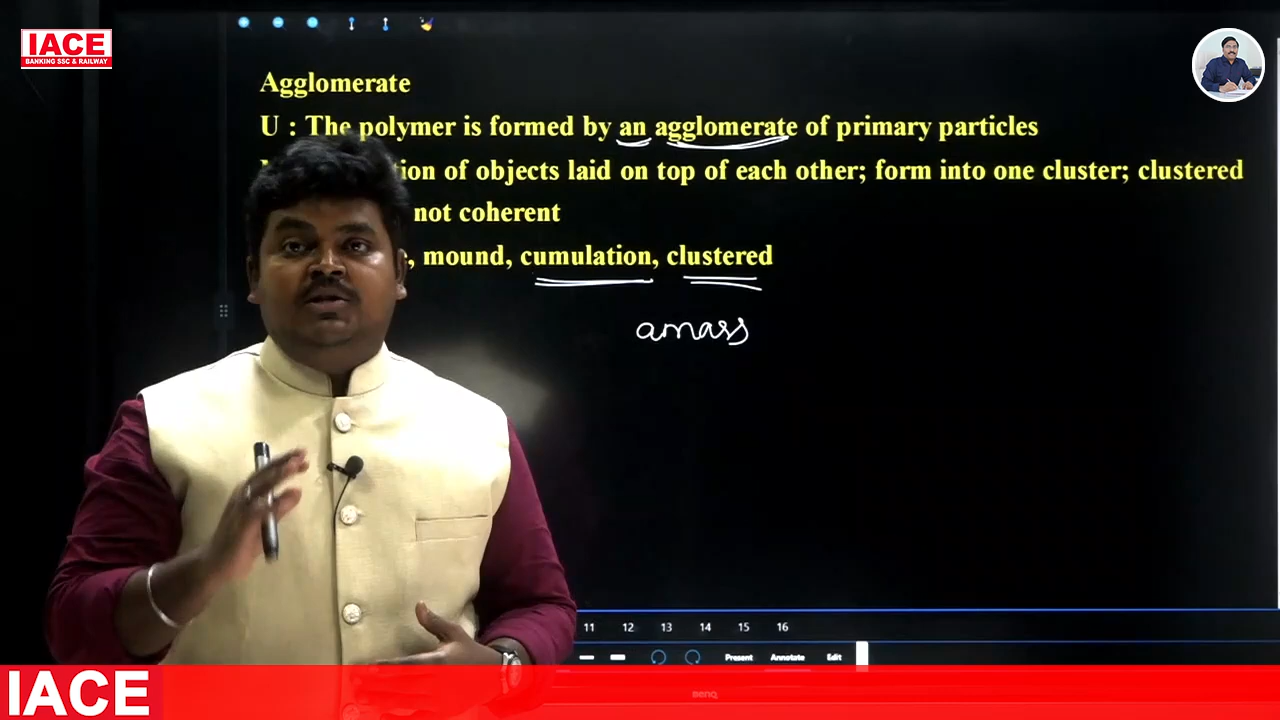 IACE
BANKING SSC & RAILWAY
Agglomerate
U : The polymer is formed by an agglomerate of primary particles
of objects laid on top of each other; form into one cluster; clustered
not coherent
mound, cumulation, clustered
amass
11 12 13 14 15 16
Present Annotate Edit
BenQ
IACE